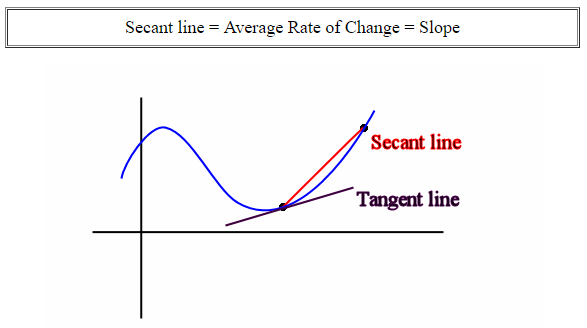 Secant line = Average Rate of Change = Slope
Secant line
Tangent line